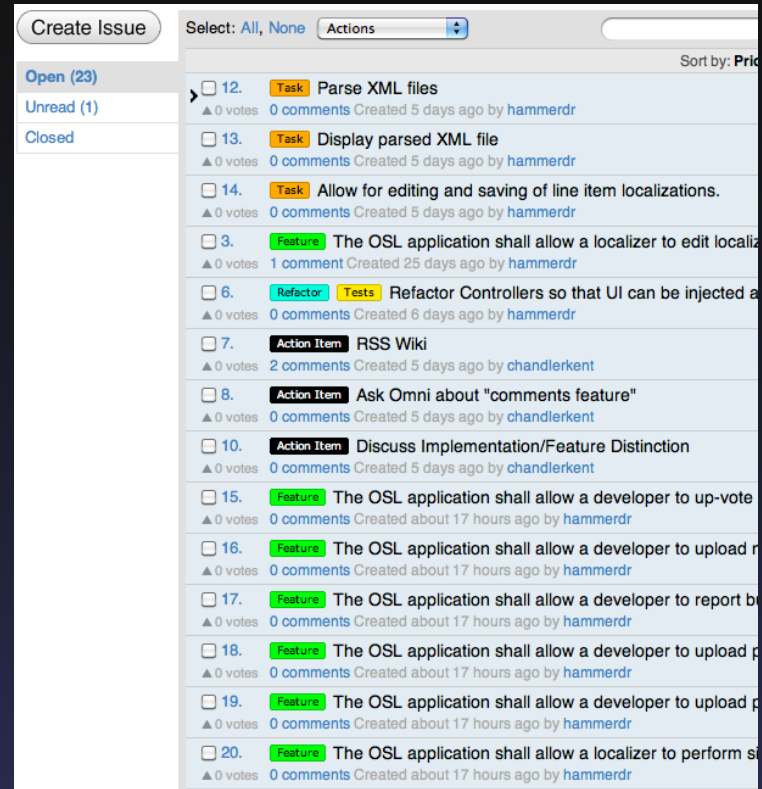 Create Issue
Select: All, None Actions
Sort by:
Open (23)
Unread (1)
Closed
12. Task Parse XML files
0 votes 0 comments Created 5 days ago by hammerdr
13. Task Display parsed XML file
0 votes 0 comments Created 5 days ago by hammerdr
14. Task Allow for editing and saving of line item localizations.
0 votes 0 comments Created 5 days ago by hammerdr
3. Feature The OSL application shall allow a localizer to edit
0 votes 1 comment Created 25 days ago by hammerdr
6. Refactor Tests Refactor Controllers so that UI can be injected
0 votes 0 comments Created 6 days ago by hammerdr
7. Action Item RSS Wiki
0 votes 2 comments Created 5 days ago by chandlerkent
8. Action Item Ask Omni about "comments feature"
0 votes 0 comments Created 5 days ago by chandlerkent
10. Action Item Discuss Implementation/Feature Distinction
0 votes 0 comments Created 5 days ago by chandlerkent
15. Feature The OSL application shall allow a developer to up-vote
0 votes 0 comments Created about 17 hours ago by hammerdr
16. Feature The OSL application shall allow a developer to upload
0 votes 0 comments Created about 17 hours ago by hammerdr
17. Feature The OSL application shall allow a developer to report
0 votes 0 comments Created about 17 hours ago by hammerdr
18. Feature The OSL application shall allow a developer to upload
0 votes 0 comments Created about 17 hours ago by hammerdr
19. Feature The OSL application shall allow a developer to upload
0 votes 0 comments Created about 17 hours ago by hammerdr
20. Feature The OSL application shall allow a localizer to perform
0 votes 0 comments Created about 17 hours ago by hammerdr